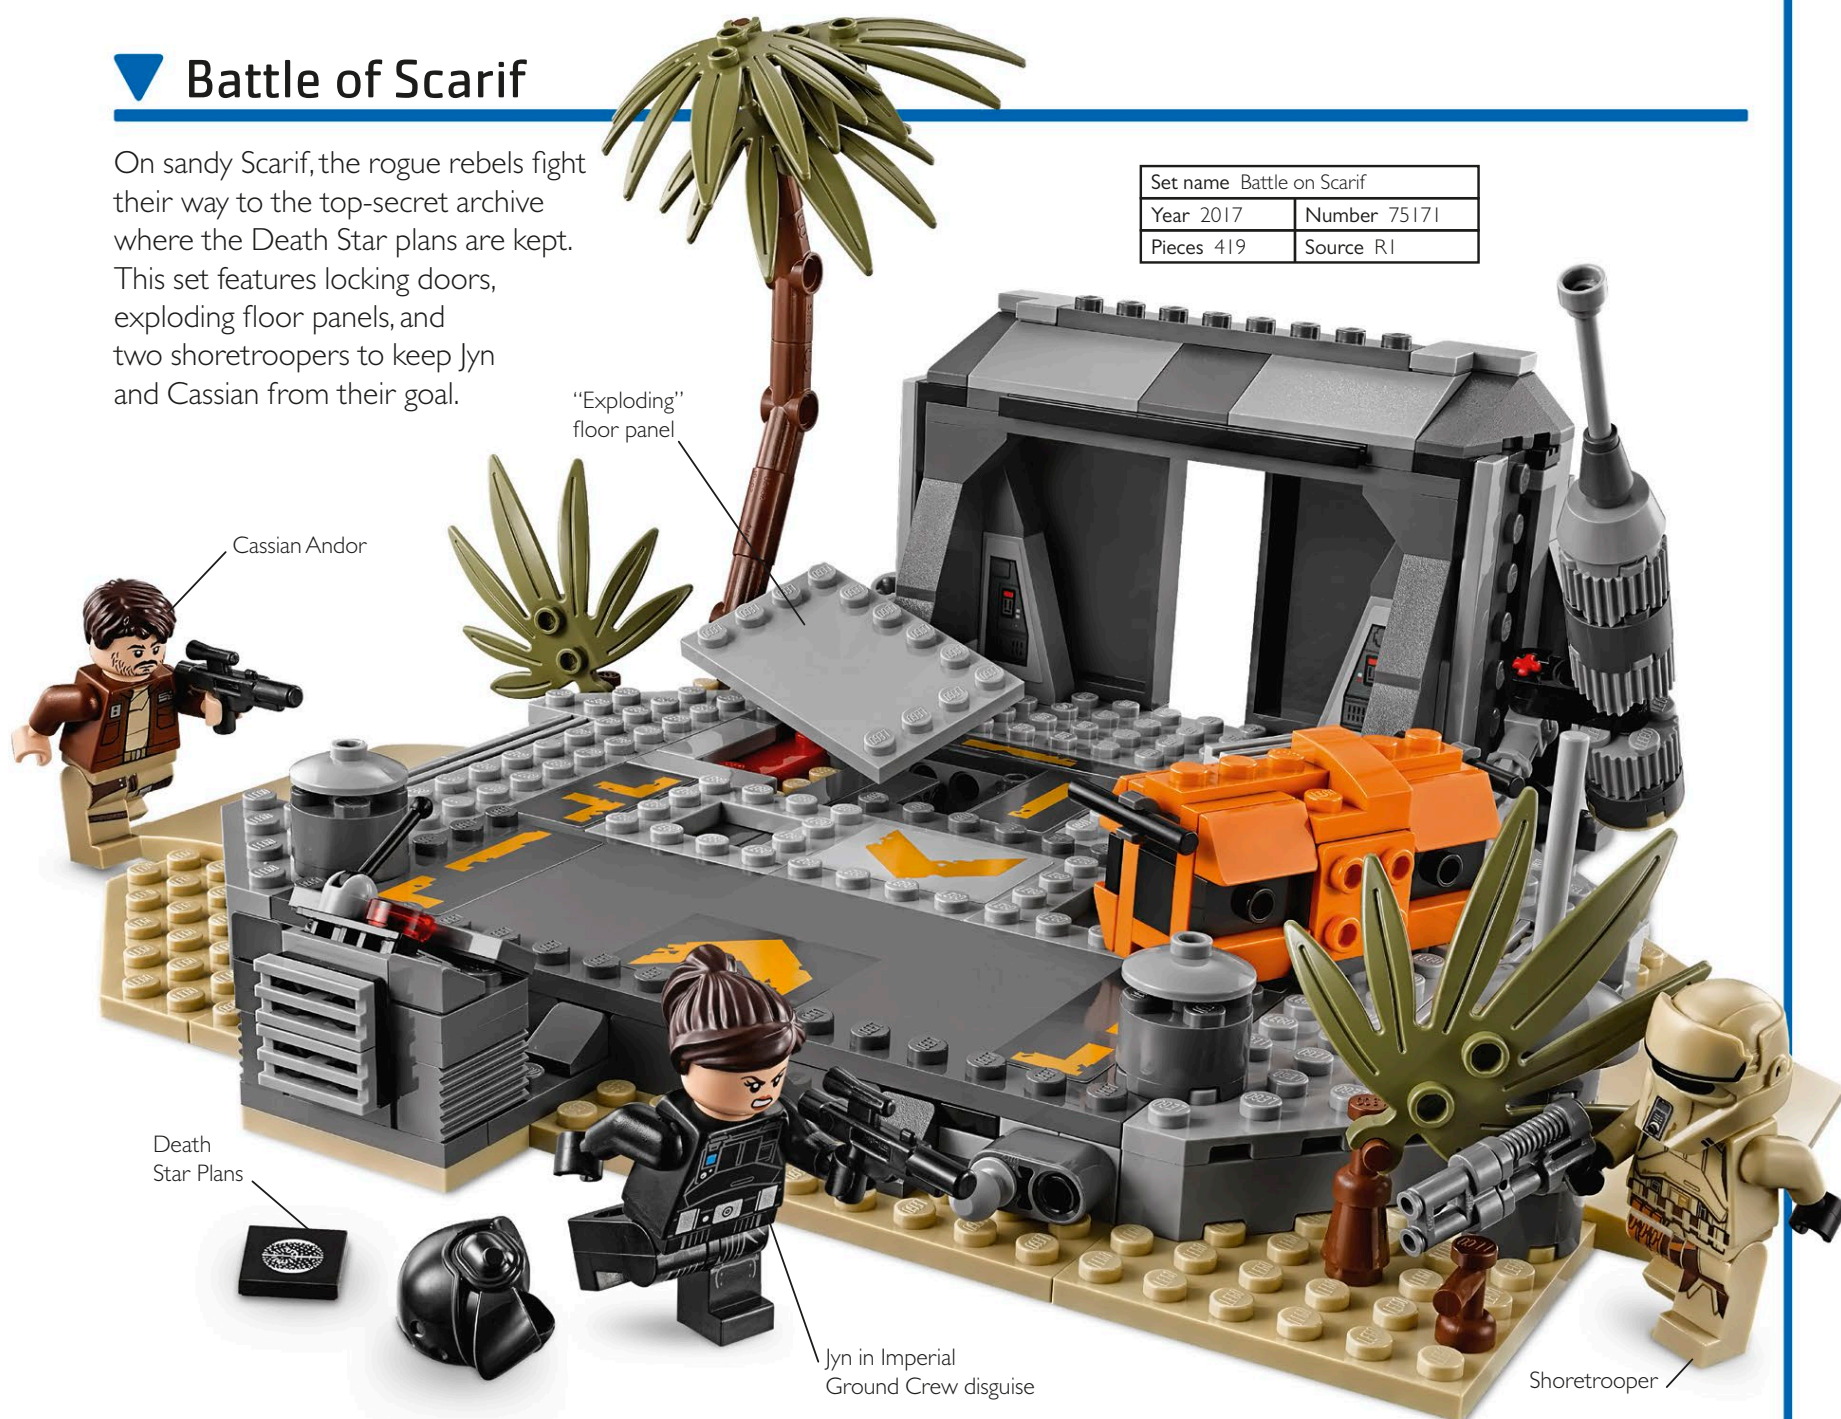 Battle of Scarif
On sandy Scarif, the rogue rebels fight
their way to the top-secret archive
where the Death Star plans are kept.
This set features locking doors,
exploding floor panels, and
two shoretroopers to keep Jyn
and Cassian from their goal.
Set name Battle on Scarif
Year 2017 Number 75171
Pieces 419 Source R1
“Exploding”
floor panel
Cassian Andor
Death
Star Plans
Jyn in Imperial
Ground Crew disguise
Shoretrooper